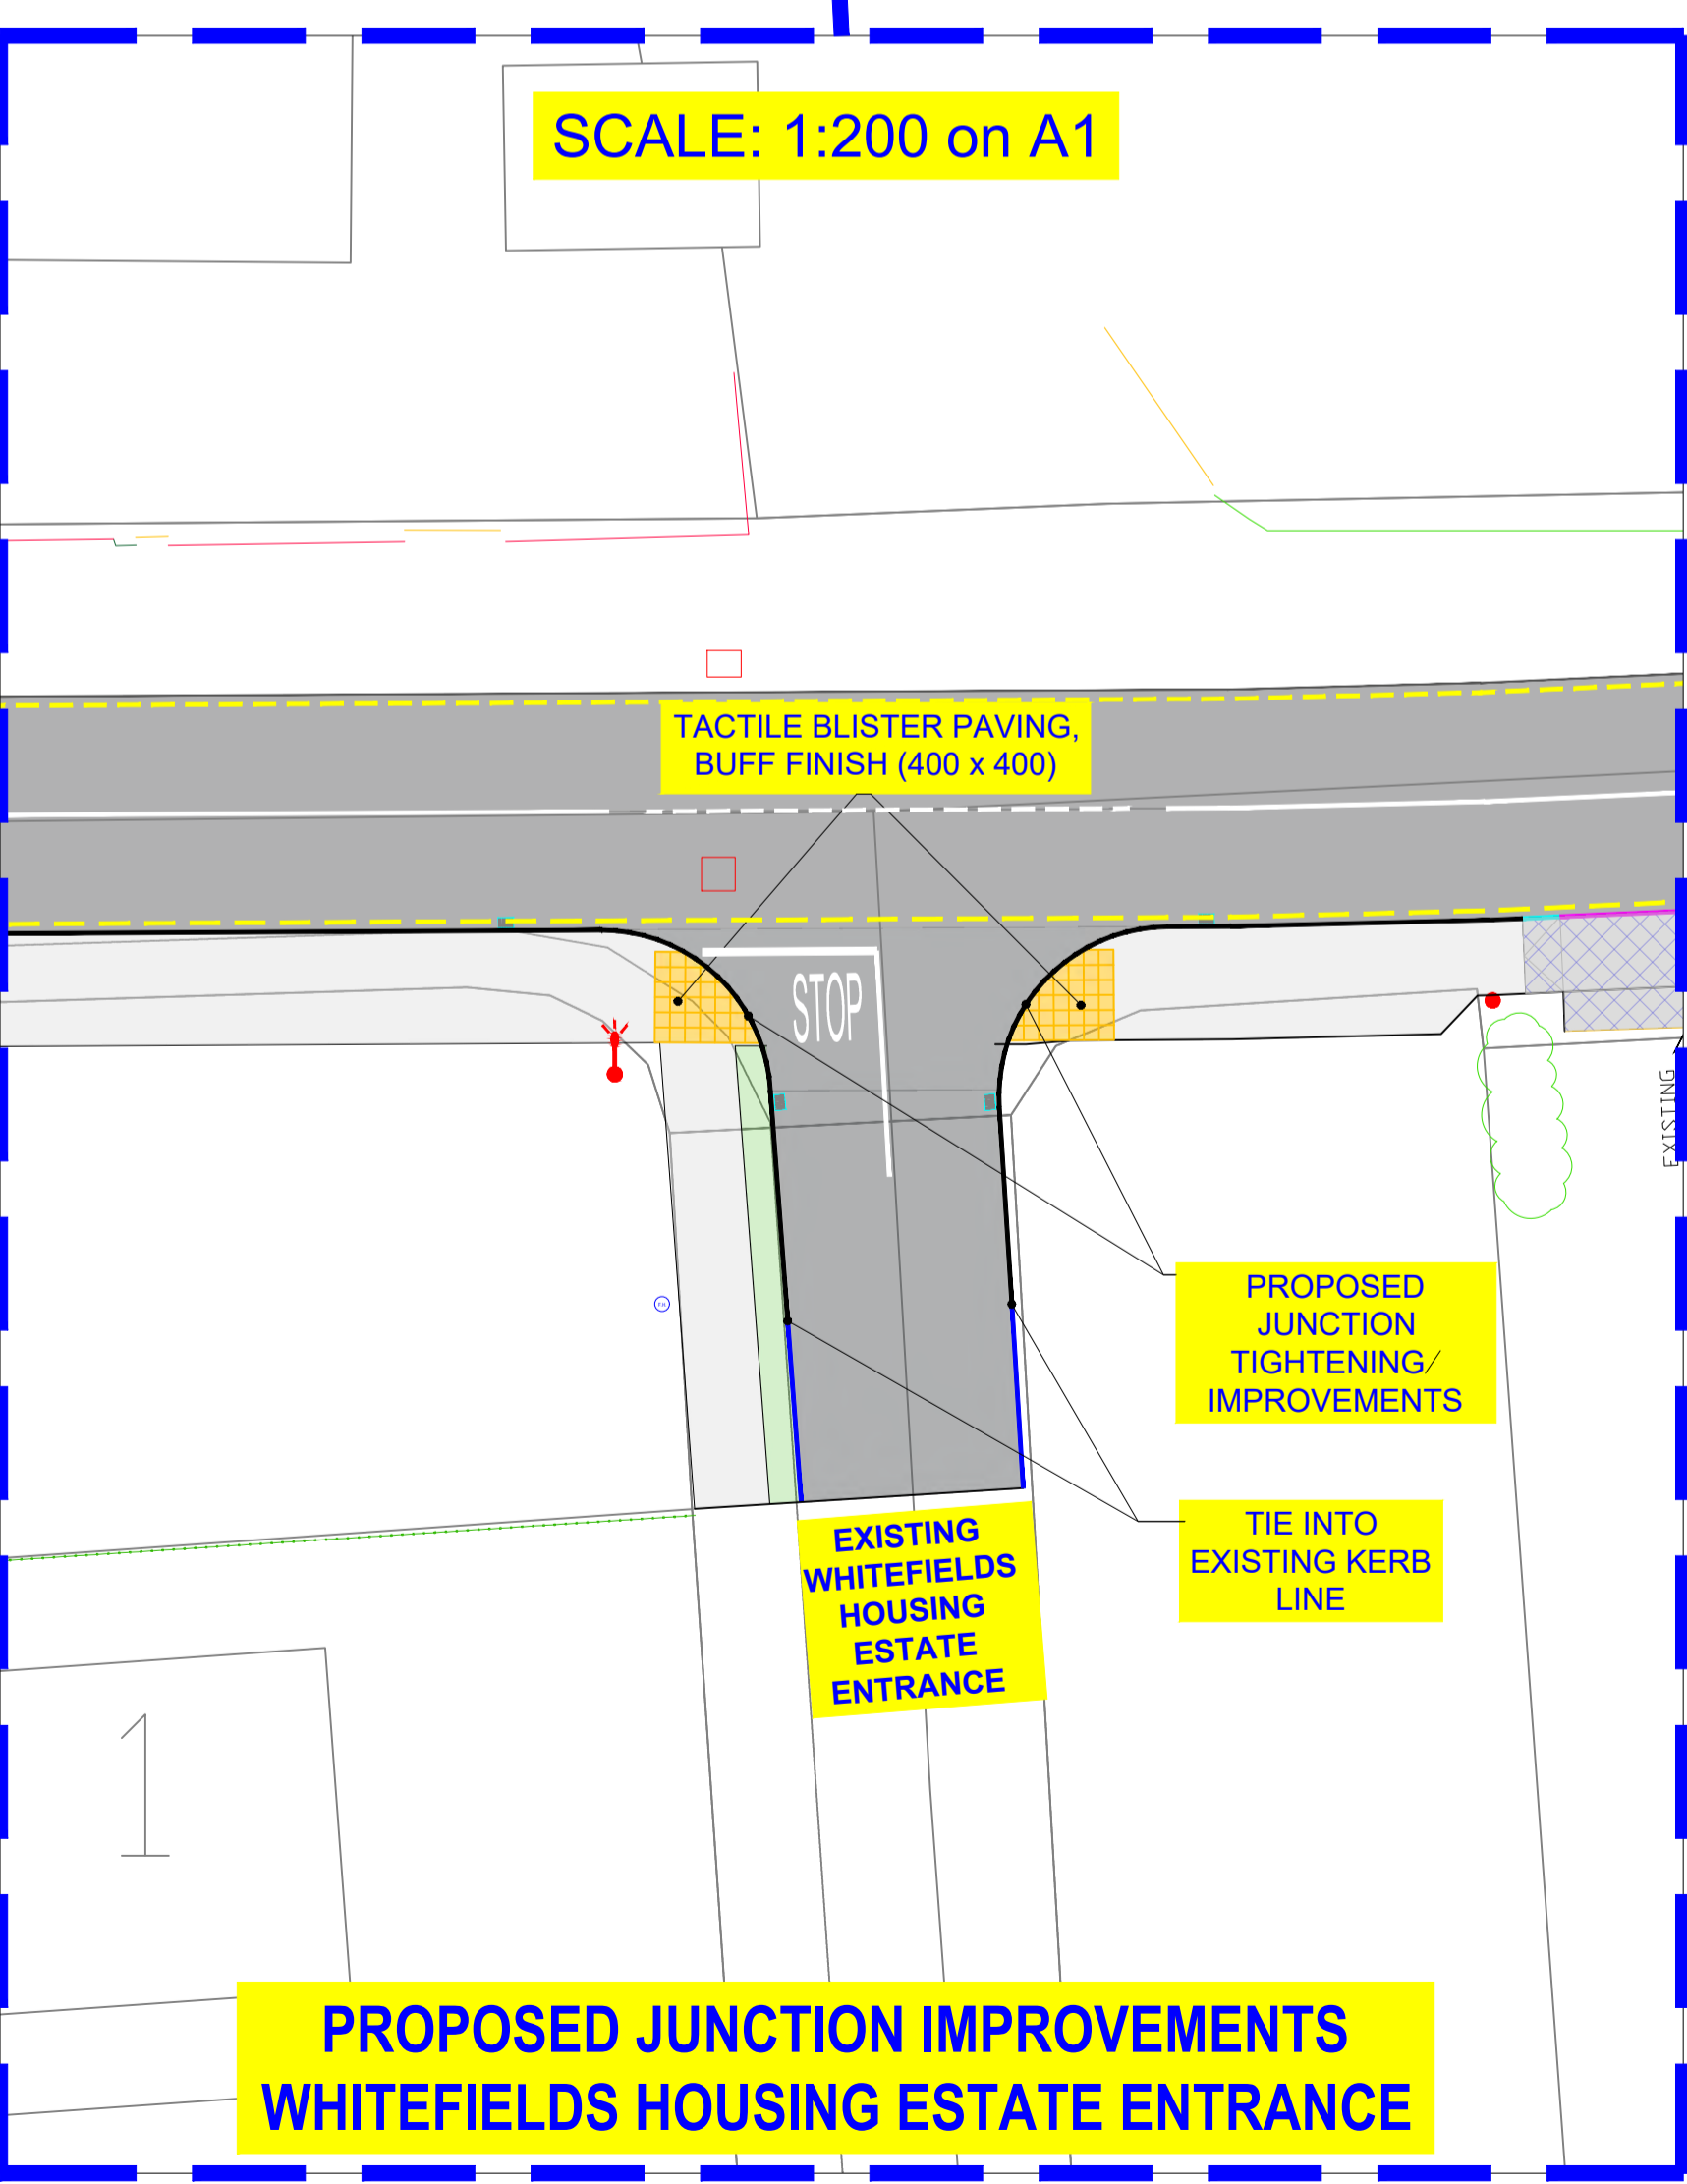 SCALE: 1:200 on A1
TACTILE BLISTER PAVING,
BUFF FINISH (400 x 400)
STOP
EXISTING
PROPOSED
JUNCTION
TIGHTENING/
IMPROVEMENTS
TIE INTO
EXISTING KERB
LINE
EXISTING
WHITEFIELDS
HOUSING
ESTATE
ENTRANCE
1
PROPOSED JUNCTION IMPROVEMENTS
WHITEFIELDS HOUSING ESTATE ENTRANCE